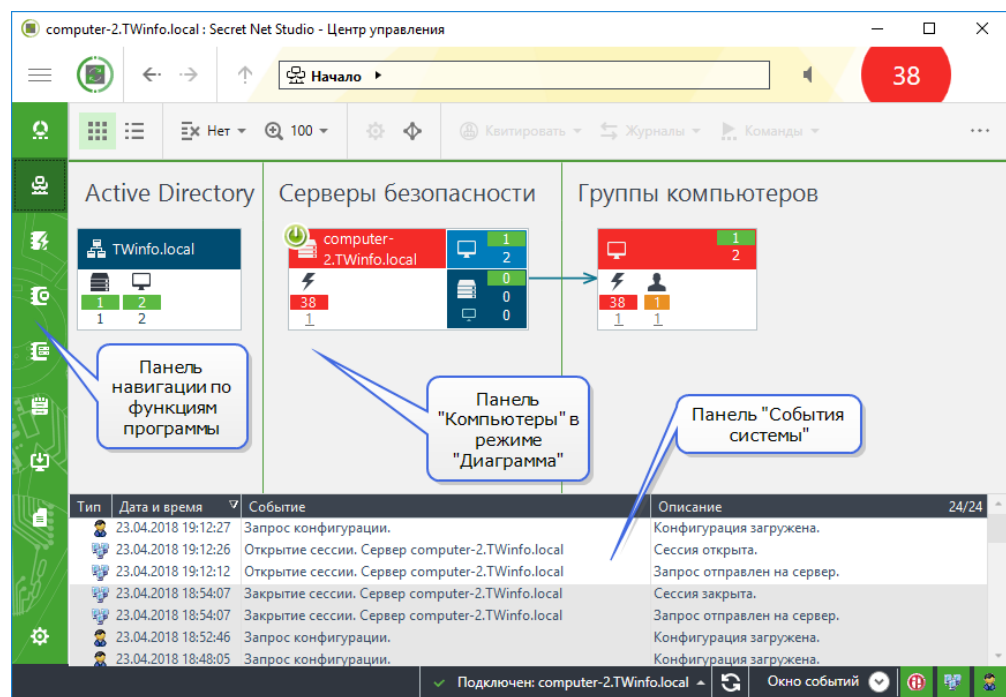 computer-2.TWinfo.local : Secret Net Studio - Центр управления
Начало
38
Нет
100
Квитировать
Журналы
Команды
Active Directory
Серверы безопасности
Группы компьютеров
TWinfo.local
1 2
1 2
computer-
2.TWinfo.local
1
2
38
1
0
0
0
1
2
38 1
1 1
Панель
навигации по
функциям
программы
Панель
"Компьютеры" в
режиме
"Диаграмма"
Панель "События
системы"
Тип Дата и время Событие Описание 24/24
23.04.2018 19:12:27 Запрос конфигурации. Конфигурация загружена.
23.04.2018 19:12:26 Открытие сессии. Сервер computer-2.TWinfo.local Сессия открыта.
23.04.2018 19:12:12 Открытие сессии. Сервер computer-2.TWinfo.local Запрос отправлен на сервер.
23.04.2018 18:54:07 Закрытие сессии. Сервер computer-2.TWinfo.local Сессия закрыта.
23.04.2018 18:54:07 Закрытие сессии. Сервер computer-2.TWinfo.local Запрос отправлен на сервер.
23.04.2018 18:52:46 Запрос конфигурации. Конфигурация загружена.
23.04.2018 18:48:05 Запрос конфигурации. Конфигурация загружена.
Подключен: computer-2.TWinfo.local Окно событий